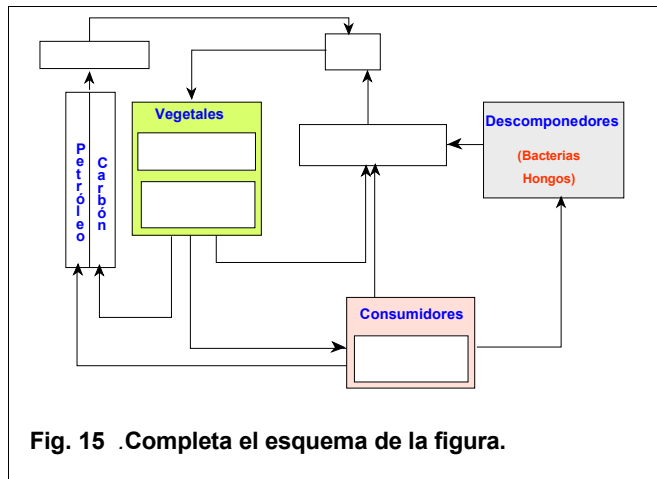 Vegetales
Petróleo
Carbón
Descomponedores
(Bacterias
Hongos)
Consumidores
Fig. 15 .Completa el esquema de la figura.